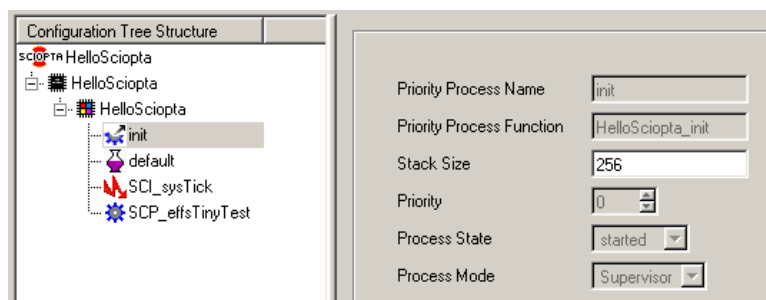 Configuration Tree Structure
SCIOPTA HelloSciopta
HelloSciopta
HelloSciopta
init
default
SCI_sysTick
SCP_effsTinyTest
Priority Process Name init
Priority Process Function HelloSciopta_init
Stack Size 256
Priority 0
Process State started
Process Mode Supervisor